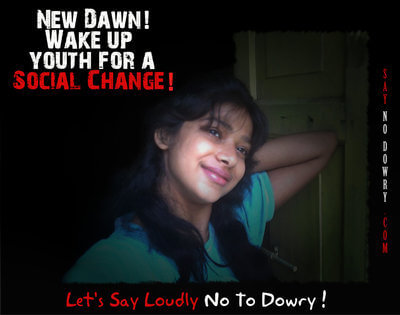 New Dawn!
Wake up
youth for a
Social Change!
SAY NO DOWRY .COM
Let's Say Loudly No To Dowry!